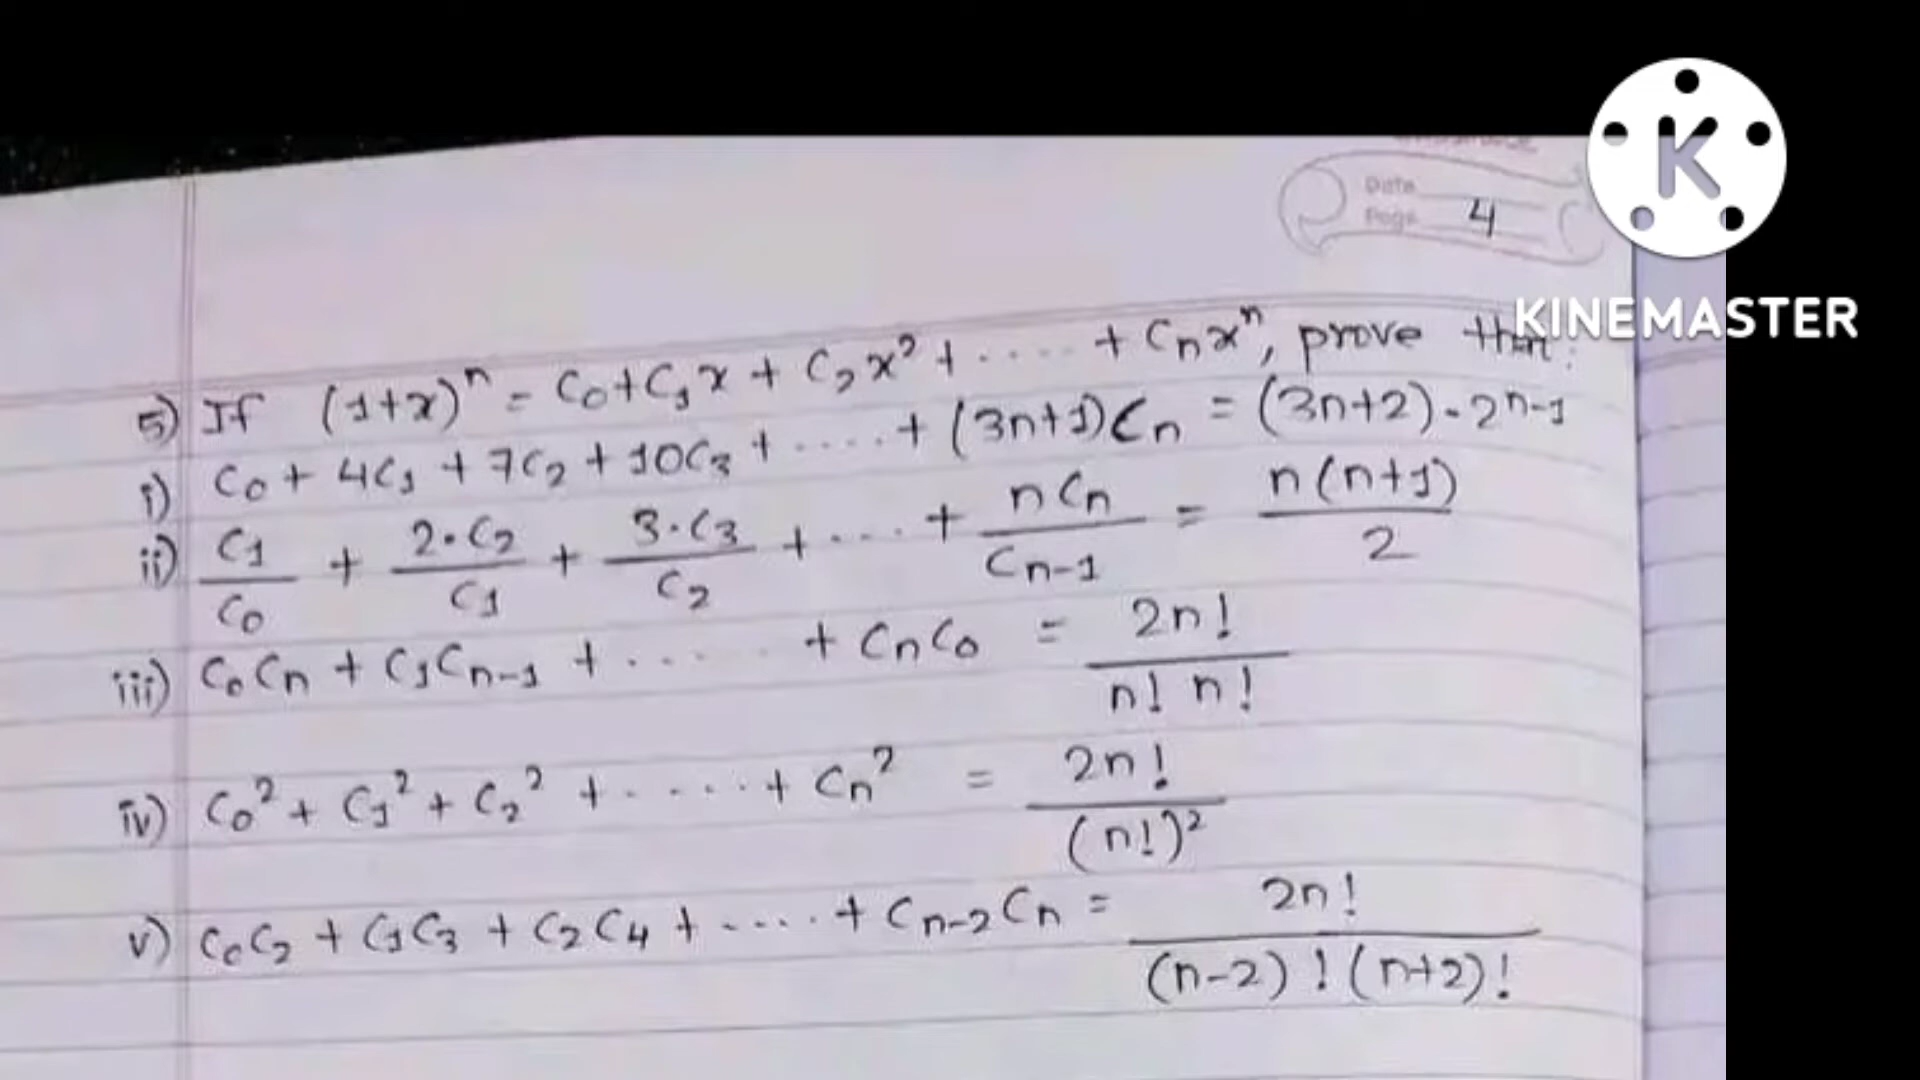 K
KINEMASTER
Date
Page 4
5) If (1+x)ⁿ = C₀+C₁x + C₂x² + ..... + Cₙxⁿ, prove
i) C₀ + 4C₁ + 7C₂ + 10C₃ + ..... + (3n+1)Cₙ = (3n+2)·2ⁿ⁻¹
ii) C₁/C₀ + 2·C₂/C₁ + 3·C₃/C₂ + .... + nCₙ/Cₙ₋₁ = n(n+1)/2
iii) C₀Cₙ + C₁Cₙ₋₁ + ...... + CₙC₀ = 2n!/n! n!
iv) C₀² + C₁² + C₂² + ..... + Cₙ² = 2n!/(n!)²
v) C₀C₂ + C₁C₃ + C₂C₄ + ..... + Cₙ₋₂Cₙ = 2n!/(n-2)! (n+2)!